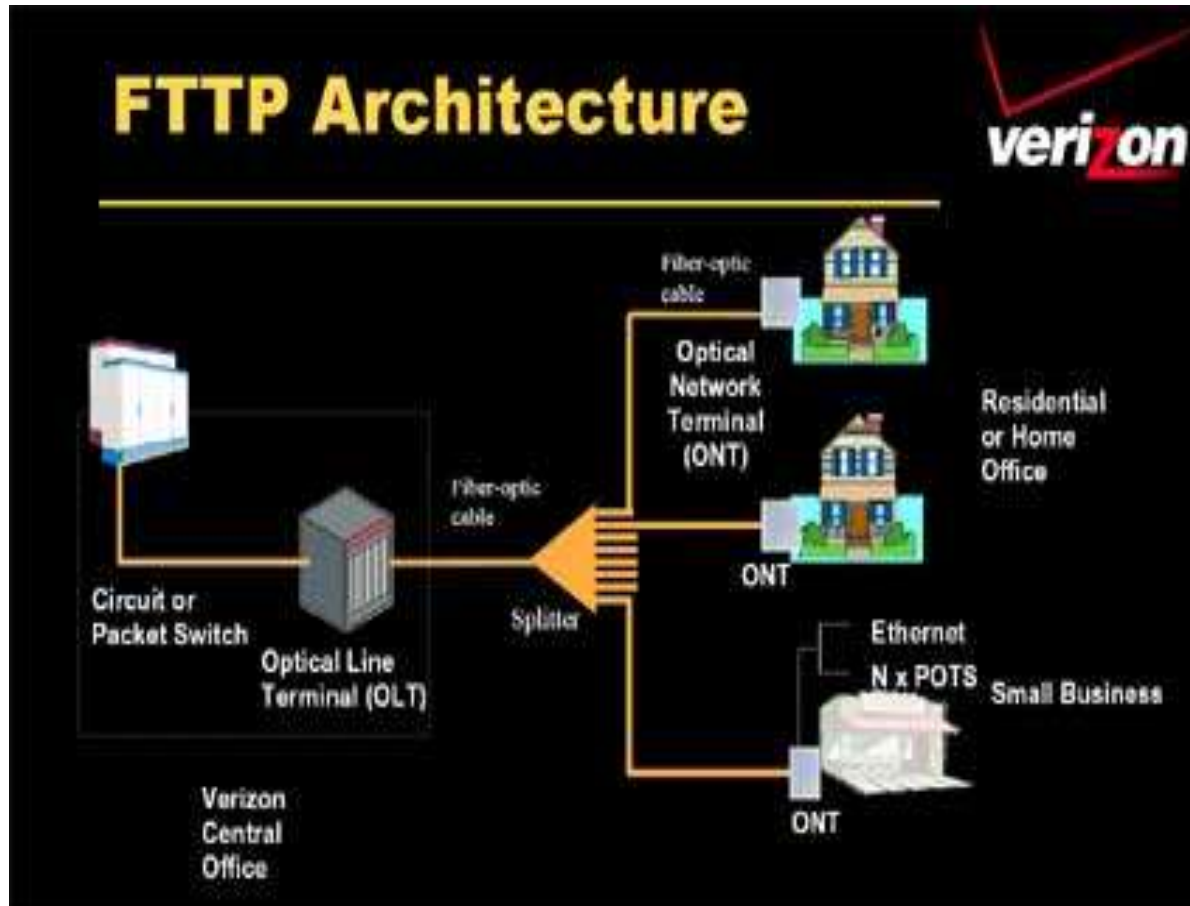 FTTP Architecture
verizon
Fiber-optic
cable
Optical
Network
Terminal
(ONT)
Residential
or Home
Office
Fiber-optic
cable
ONT
Circuit or
Packet Switch
Splitter
Optical Line
Terminal (OLT)
Ethernet
N x POTS
Small Business
Verizon
Central
Office
ONT